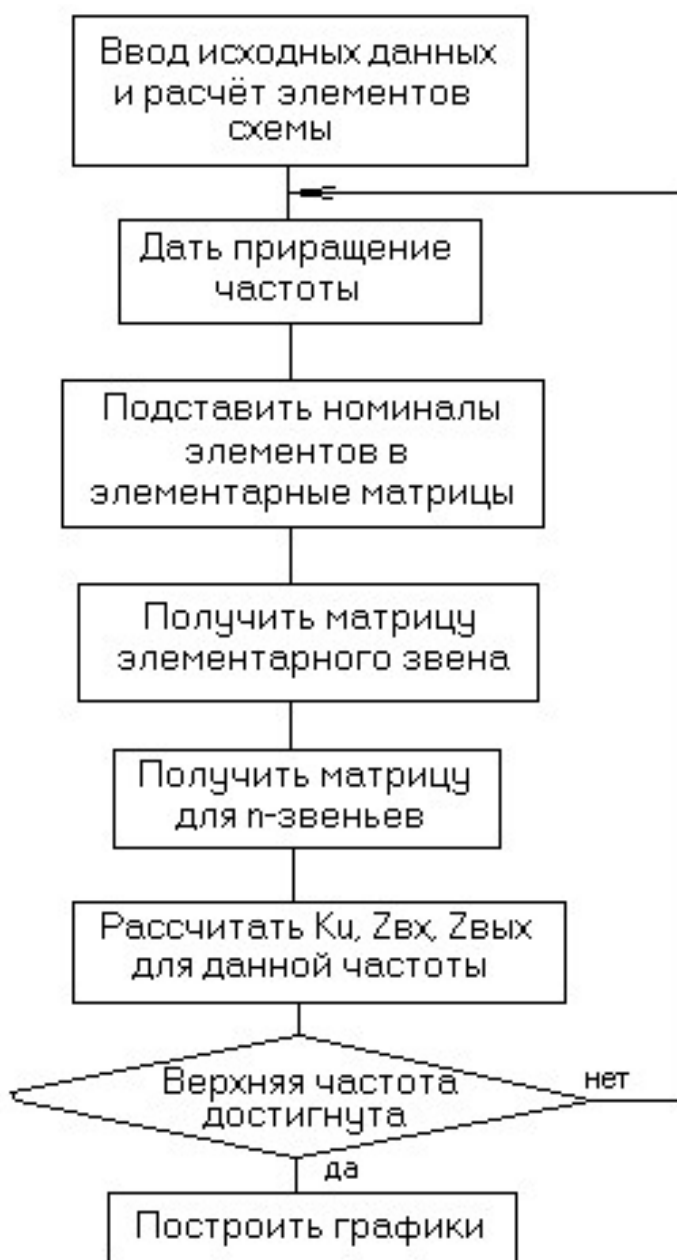 Ввод исходных данных
и расчёт элементов
схемы
Дать приращение
частоты
Подставить номиналы
элементов в
элементарные матрицы
Получить матрицу
элементарного звена
Получить матрицу
для n-звеньев
Рассчитать Ku, Zвх, Zвых
для данной частоты
Верхняя частота
достигнута
нет
да
Построить графики